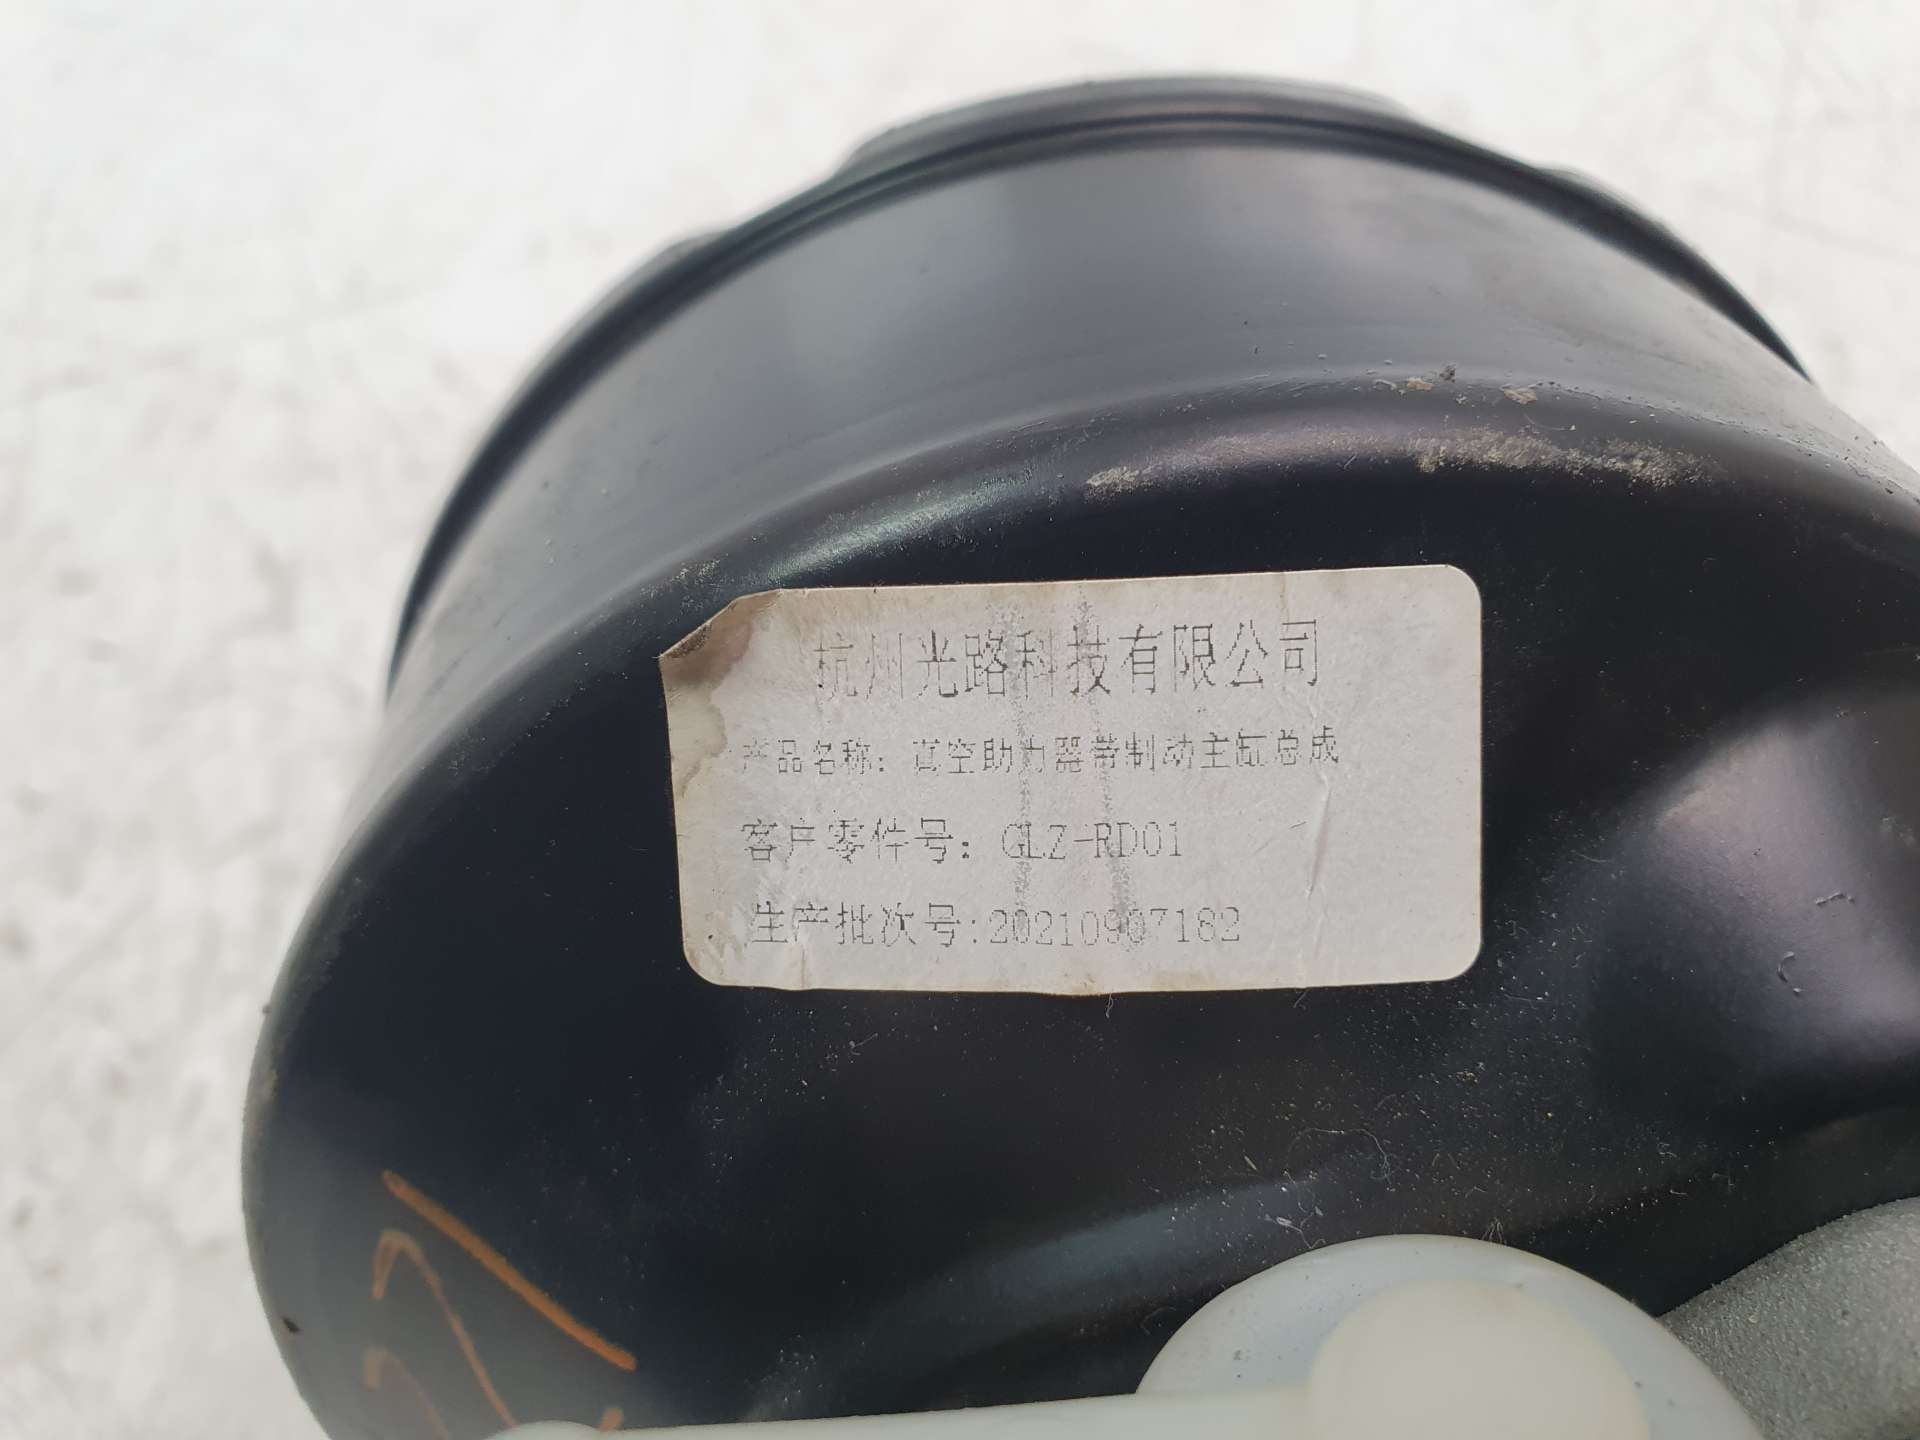 杭州光路科技有限公司
产品名称：真空助力器带制动主缸总成
客户零件号：GLZ-RD01
生产批次号:20210907182